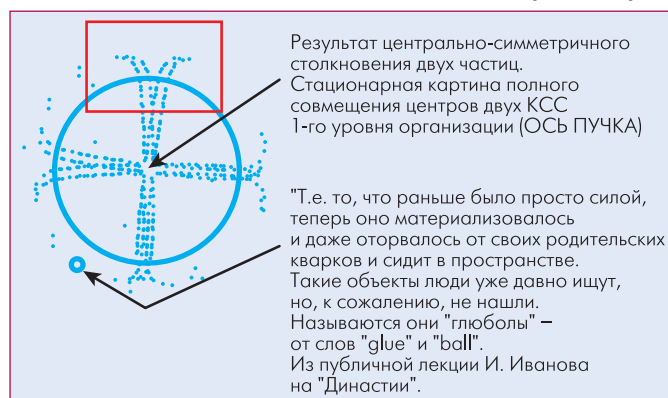 Результат центрально-симметричного
столкновения двух частиц.
Стационарная картина полного
совмещения центров двух КСС
1-го уровня организации (ОСЬ ПУЧКА)
"Т.е. то, что раньше было просто силой,
теперь оно материализовалось
и даже оторвалось от своих родительских
кварков и сидит в пространстве.
Такие объекты люди уже давно ищут,
но, к сожалению, не нашли.
Называются они "глюболы" –
от слов "glue" и "ball".
Из публичной лекции И. Иванова
на "Династии".